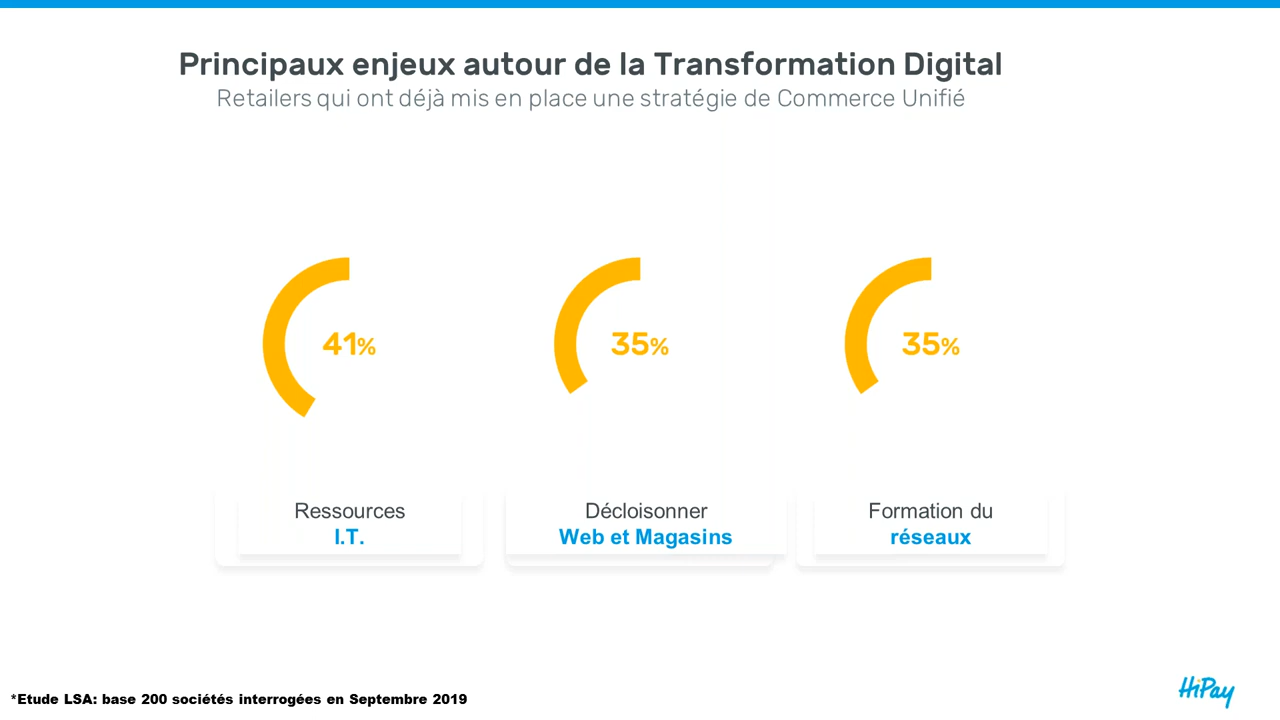 Principaux enjeux autour de la Transformation Digital
Retailers qui ont déjà mis en place une stratégie de Commerce Unifié
41%
35%
35%
Ressources
I.T.
Décloisonner
Web et Magasins
Formation du
réseaux
*Etude LSA: base 200 sociétés interrogées en Septembre 2019
HiPay